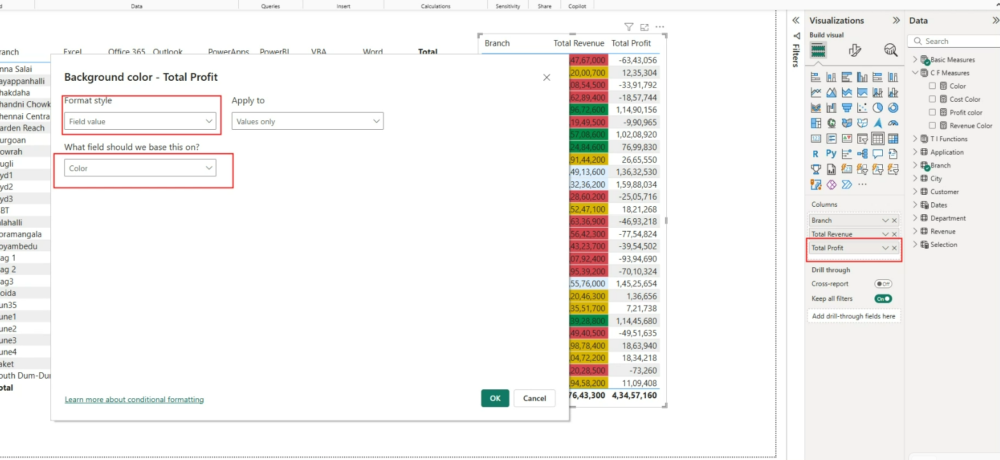 d
Data
Queries
Insert
Calculations
Sensitivity
Share
Copilot
ranch Excel Office 365 Outlook PowerApps PowerBI VBA Word Total
nna Salai
ayappanhalli
hakdaha
handni Chowk
hennai Centra
arden Reach
urgoan
owrah
ugli
yd1
yd2
yd3
BT
alahalli
oramangala
oyambedu
ag 1
ag 2
ag3
oida
un35
une1
une2
une3
une4
aket
outh Dum-Dur
otal
Background color - Total Profit
Format style
Apply to
Field value
Values only
What field should we base this on?
Color
Learn more about conditional formatting
OK
Cancel
Branch Total Revenue Total Profit
47,67,000 -63,43,056
20,00,700 12,35,304
08,54,500 -33,91,792
62,89,400 -18,57,744
96,72,600 1,14,90,156
19,49,500 -9,90,965
57,08,600 1,02,08,920
24,84,600 76,99,830
91,44,200 26,65,550
49,13,600 1,36,32,530
32,36,200 1,59,88,034
28,60,200 -25,05,716
52,47,100 18,21,268
63,36,900 -46,93,218
56,42,300 -77,54,824
43,23,700 -39,54,502
07,92,400 -93,94,690
95,39,200 -70,10,324
55,76,000 1,45,25,654
20,46,300 1,36,656
35,51,700 7,21,738
39,28,800 1,14,45,680
49,40,500 -49,51,635
98,78,400 18,63,940
04,72,200 18,34,218
20,28,500 -73,260
94,58,200 11,09,408
76,43,300 4,34,57,160
Filters
Visualizations
Build visual
123
R
Py
Columns
Branch
Total Revenue
Total Profit
Drill through
Cross-report
Off
Keep all filters
On
Add drill-through fields here
Data
Search
Basic Measures
C F Measures
Color
Cost Color
Profit color
Revenue Color
T I Functions
Application
Branch
City
Customer
Dates
Department
Revenue
Selection